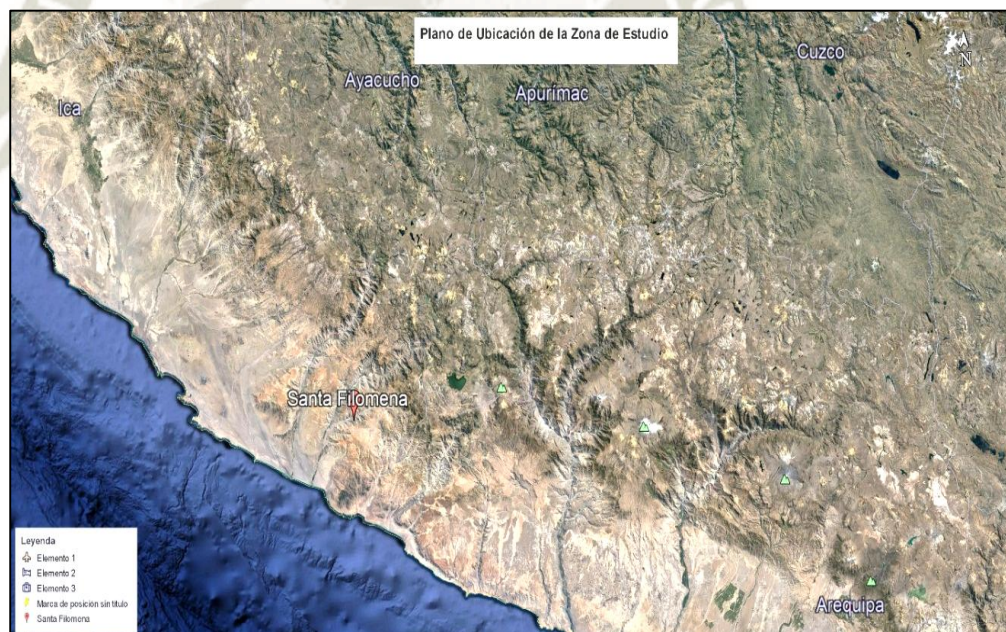 Plano de Ubicación de la Zona de Estudio
N
Cuzco
Ayacucho
Apurímac
Ica
Santa Filomena
Arequipa
Leyenda
Elemento 1
Elemento 2
Elemento 3
Marca de posición sin título
Santa Filomena